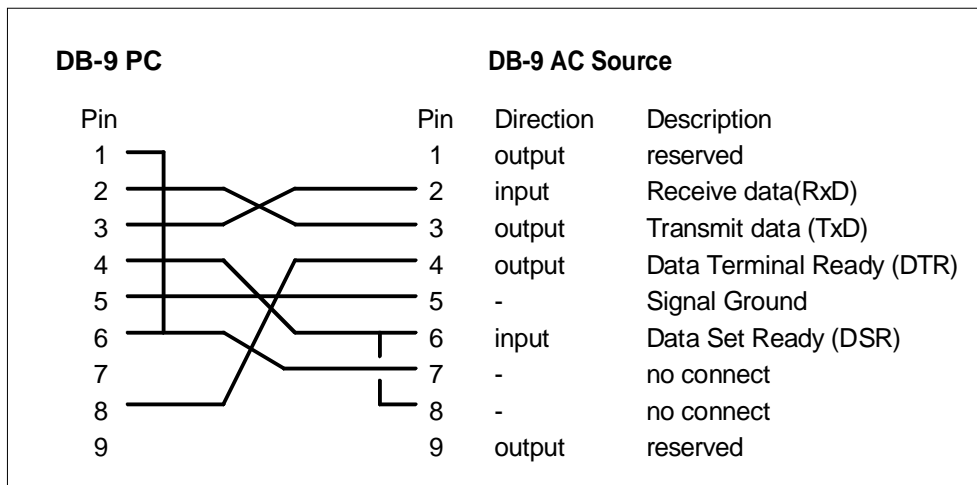 DB-9 PC DB-9 AC Source
Pin Pin Direction Description
1 1 output reserved
2 2 input Receive data(RxD)
3 3 output Transmit data (TxD)
4 4 output Data Terminal Ready (DTR)
5 5 - Signal Ground
6 6 input Data Set Ready (DSR)
7 7 - no connect
8 8 - no connect
9 9 output reserved